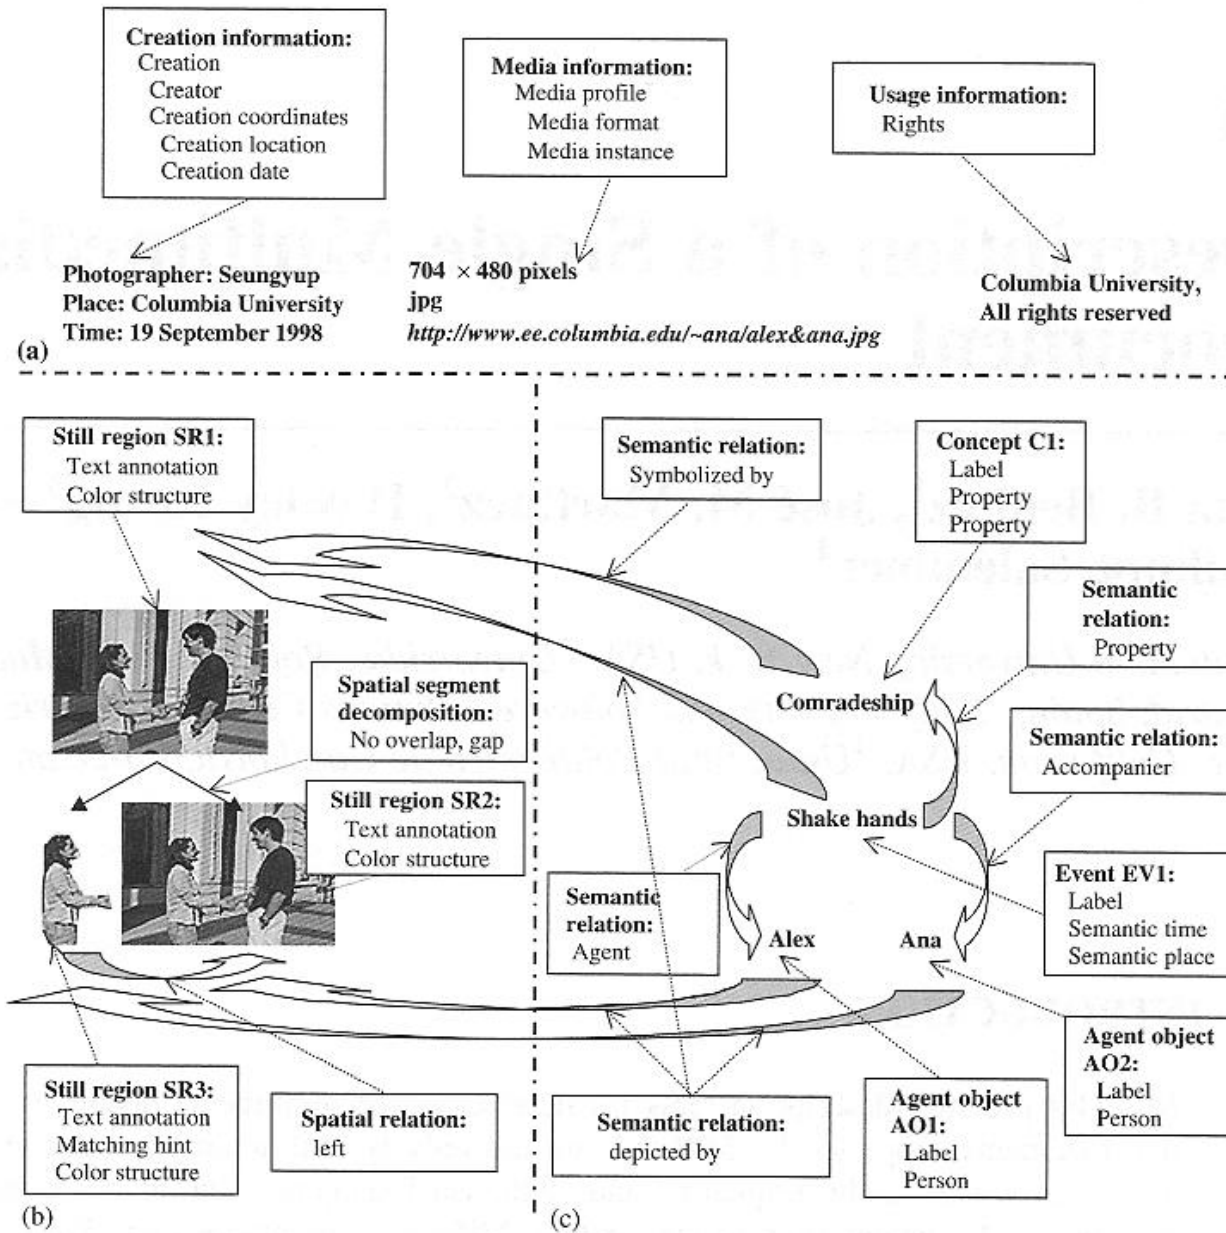 Creation information:
Creation
Creator
Creation coordinates
Creation location
Creation date
Media information:
Media profile
Media format
Media instance
Usage information:
Rights
Photographer: Seungyup
Place: Columbia University
Time: 19 September 1998
704 × 480 pixels
jpg
http://www.ee.columbia.edu/~ana/alex&ana.jpg
Columbia University,
All rights reserved
(a)
Still region SR1:
Text annotation
Color structure
Spatial segment
decomposition:
No overlap, gap
Still region SR2:
Text annotation
Color structure
Still region SR3:
Text annotation
Matching hint
Color structure
Spatial relation:
left
(b)
Semantic relation:
Symbolized by
Concept C1:
Label
Property
Property
Semantic
relation:
Property
Comradeship
Semantic relation:
Accompanier
Shake hands
Semantic
relation:
Agent
Event EV1:
Label
Semantic time
Semantic place
Alex
Ana
Semantic relation:
depicted by
Agent object
AO1:
Label
Person
Agent object
AO2:
Label
Person
(c)